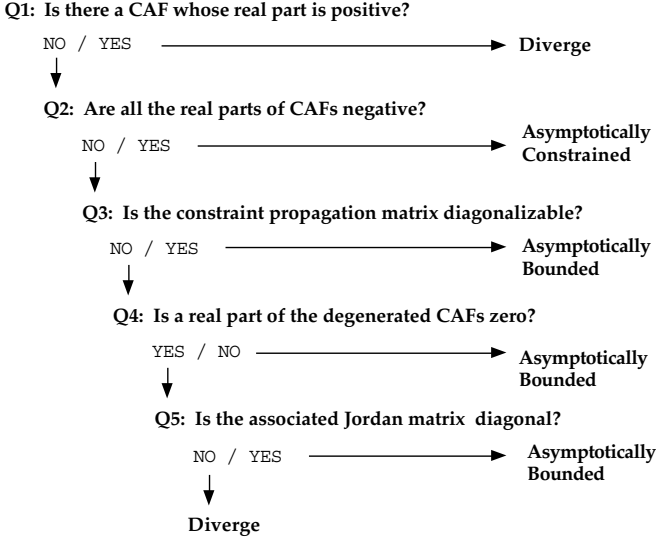 Q1: Is there a CAF whose real part is positive?
NO / YES
Diverge
Q2: Are all the real parts of CAFs negative?
NO / YES
Asymptotically
Constrained
Q3: Is the constraint propagation matrix diagonalizable?
NO / YES
Asymptotically
Bounded
Q4: Is a real part of the degenerated CAFs zero?
YES / NO
Asymptotically
Bounded
Q5: Is the associated Jordan matrix diagonal?
NO / YES
Asymptotically
Bounded
Diverge